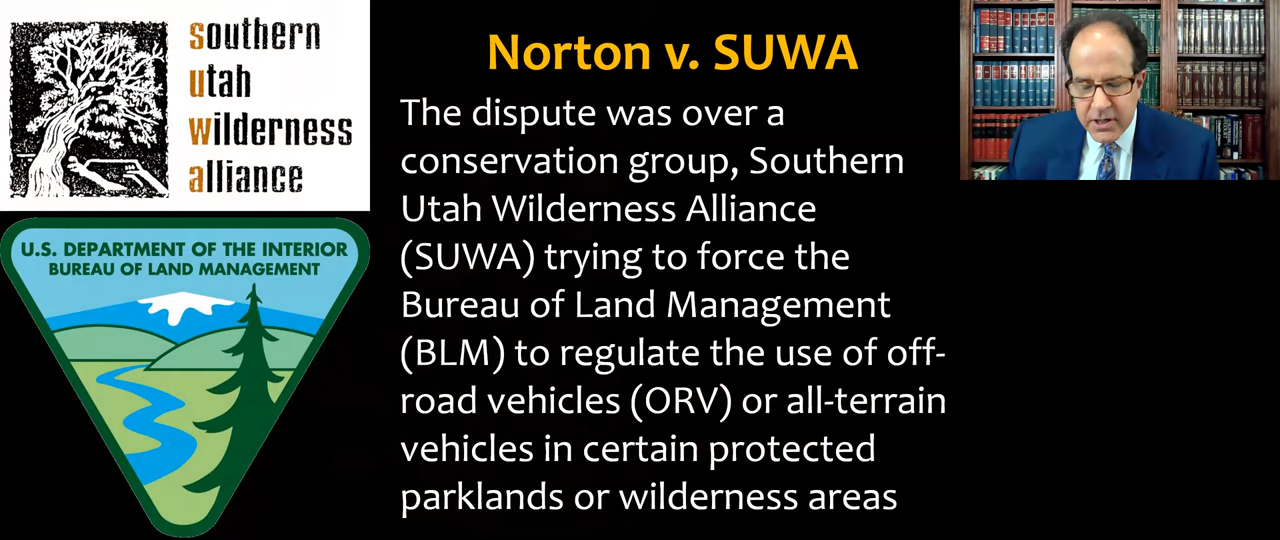 southern
utah
wilderness
alliance
U.S. DEPARTMENT OF THE INTERIOR
BUREAU OF LAND MANAGEMENT
Norton v. SUWA
The dispute was over a
conservation group, Southern
Utah Wilderness Alliance
(SUWA) trying to force the
Bureau of Land Management
(BLM) to regulate the use of off-
road vehicles (ORV) or all-terrain
vehicles in certain protected
parklands or wilderness areas